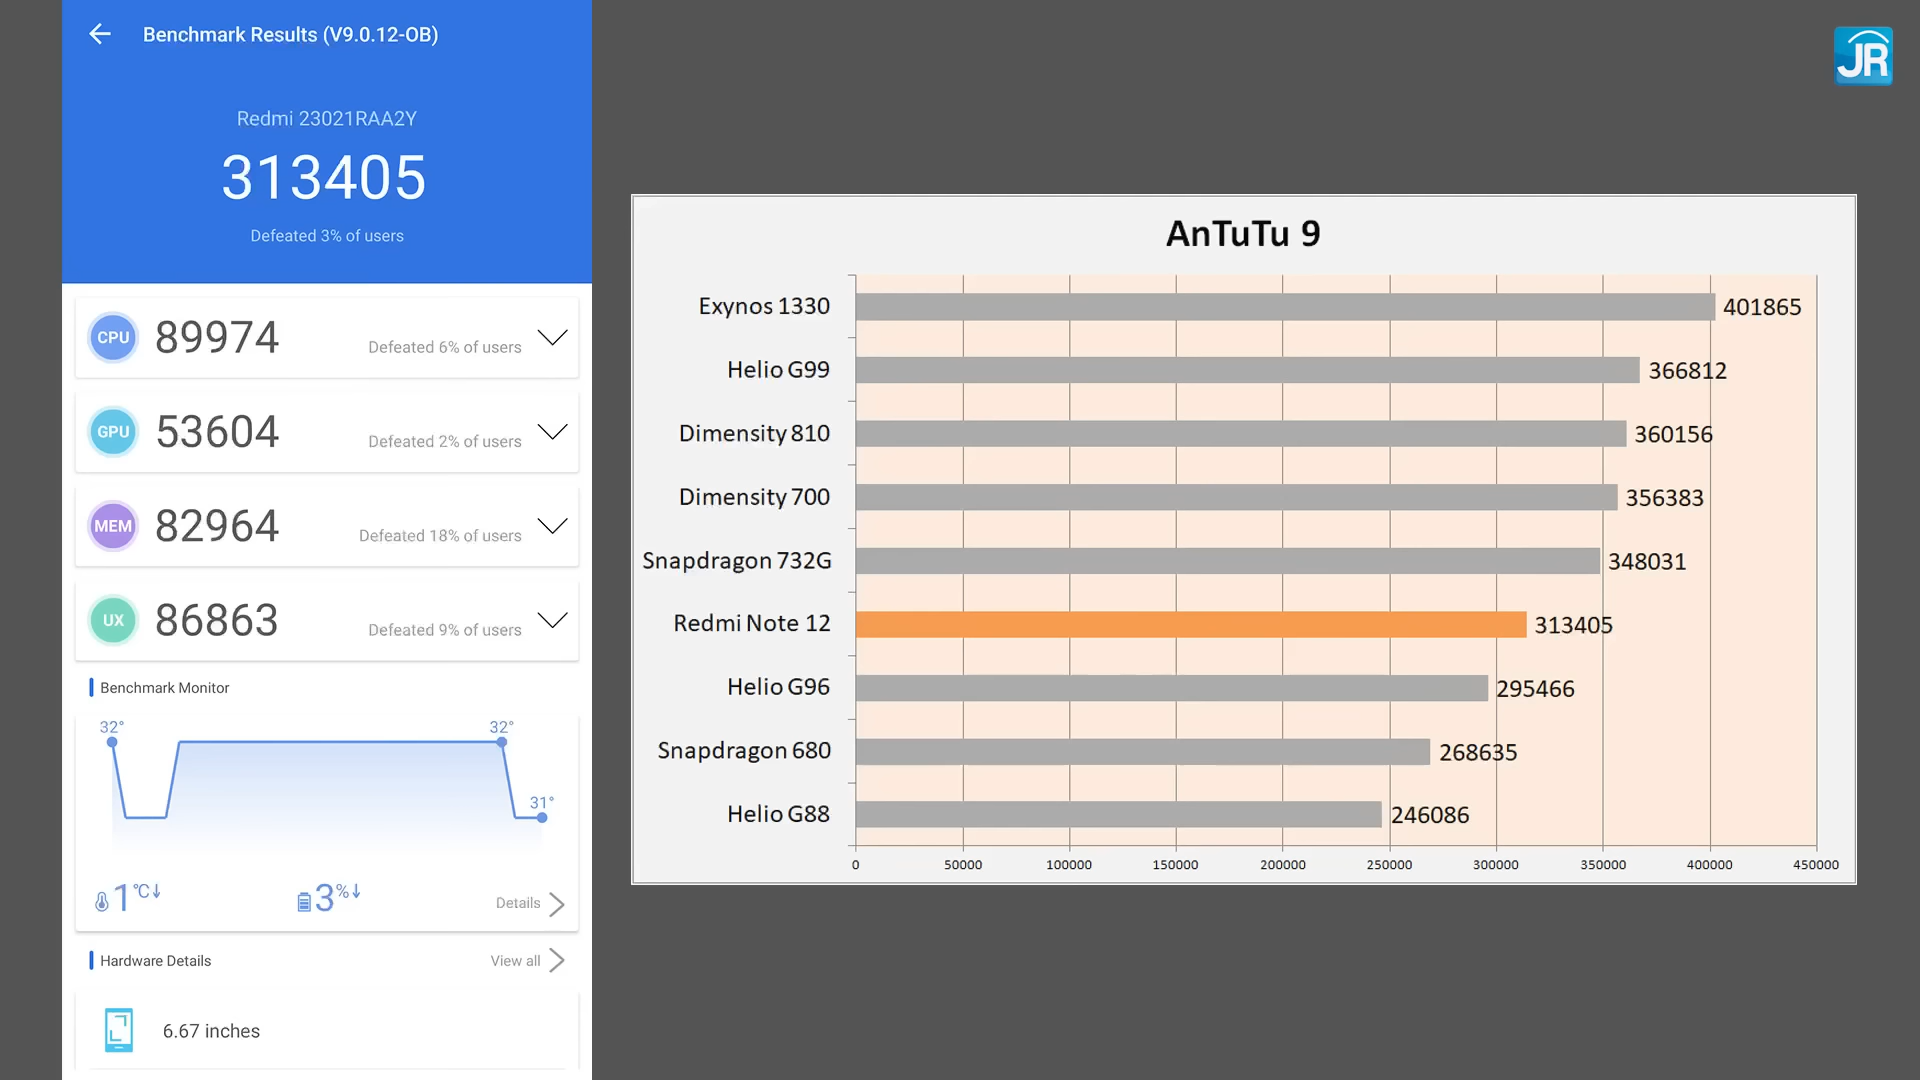 Benchmark Results (V9.0.12-OB)
Redmi 23021RAA2Y
313405
Defeated 3% of users
CPU 89974 Defeated 6% of users
GPU 53604 Defeated 2% of users
MEM 82964 Defeated 18% of users
UX 86863 Defeated 9% of users
Benchmark Monitor
32° 32°
31°
1 °C↓ 3 %↓ Details
Hardware Details View all
6.67 inches
JR
AnTuTu 9
Exynos 1330 401865
Helio G99 366812
Dimensity 810 360156
Dimensity 700 356383
Snapdragon 732G 348031
Redmi Note 12 313405
Helio G96 295466
Snapdragon 680 268635
Helio G88 246086
0 50000 100000 150000 200000 250000 300000 350000 400000 450000